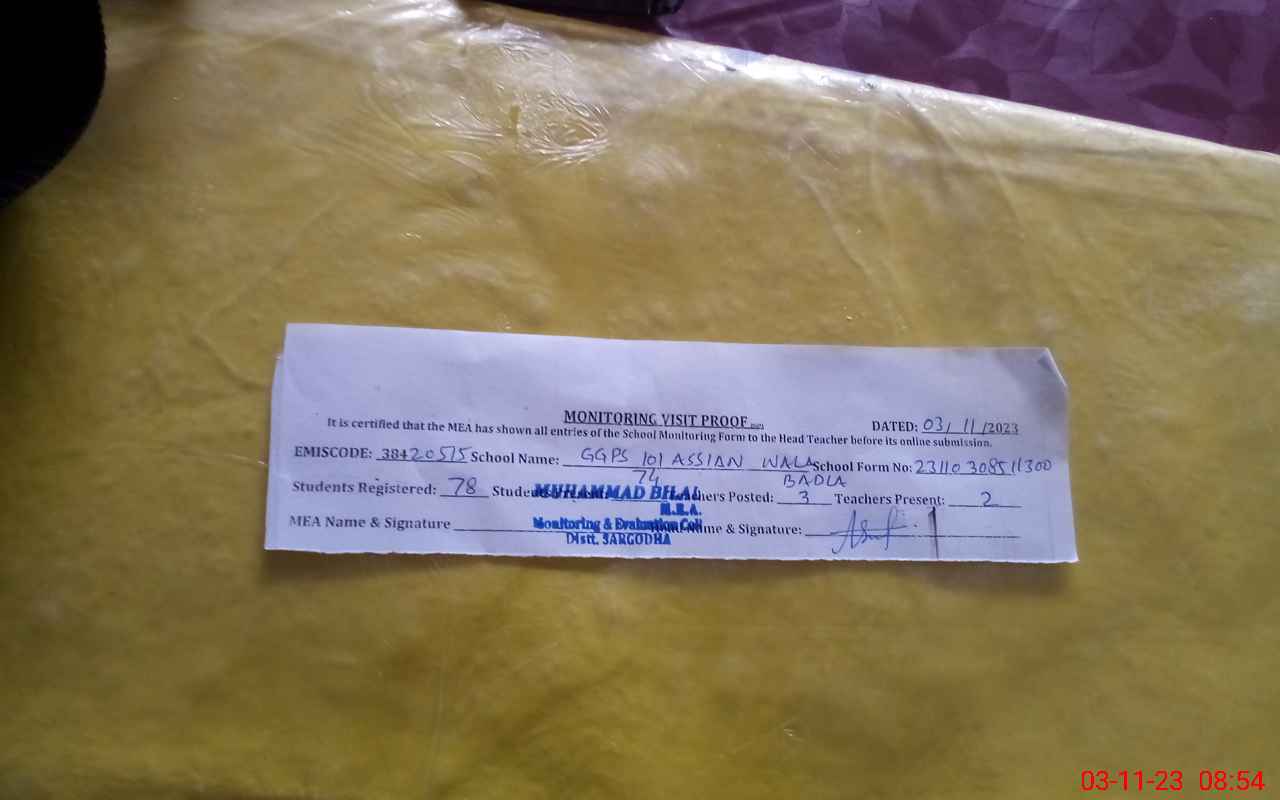 MONITORING VISIT PROOF
DATED: 03/11/2023
It is certified that the MEA has shown all entries of the School Monitoring Form to the Head Teacher before its online submission.
EMISCODE: 38420515 School Name: GGPS 101 ASSIAN WALA School Form No:
BADLA
Students Registered: 78 74 Teachers Posted: 3 Teachers Present: 2
MUHAMMAD BILAL
M.E.A.
MEA Name & Signature Name & Signature:
Monitoring & Evaluation Cell
Distt. SARGODHA
03-11-23 08:54